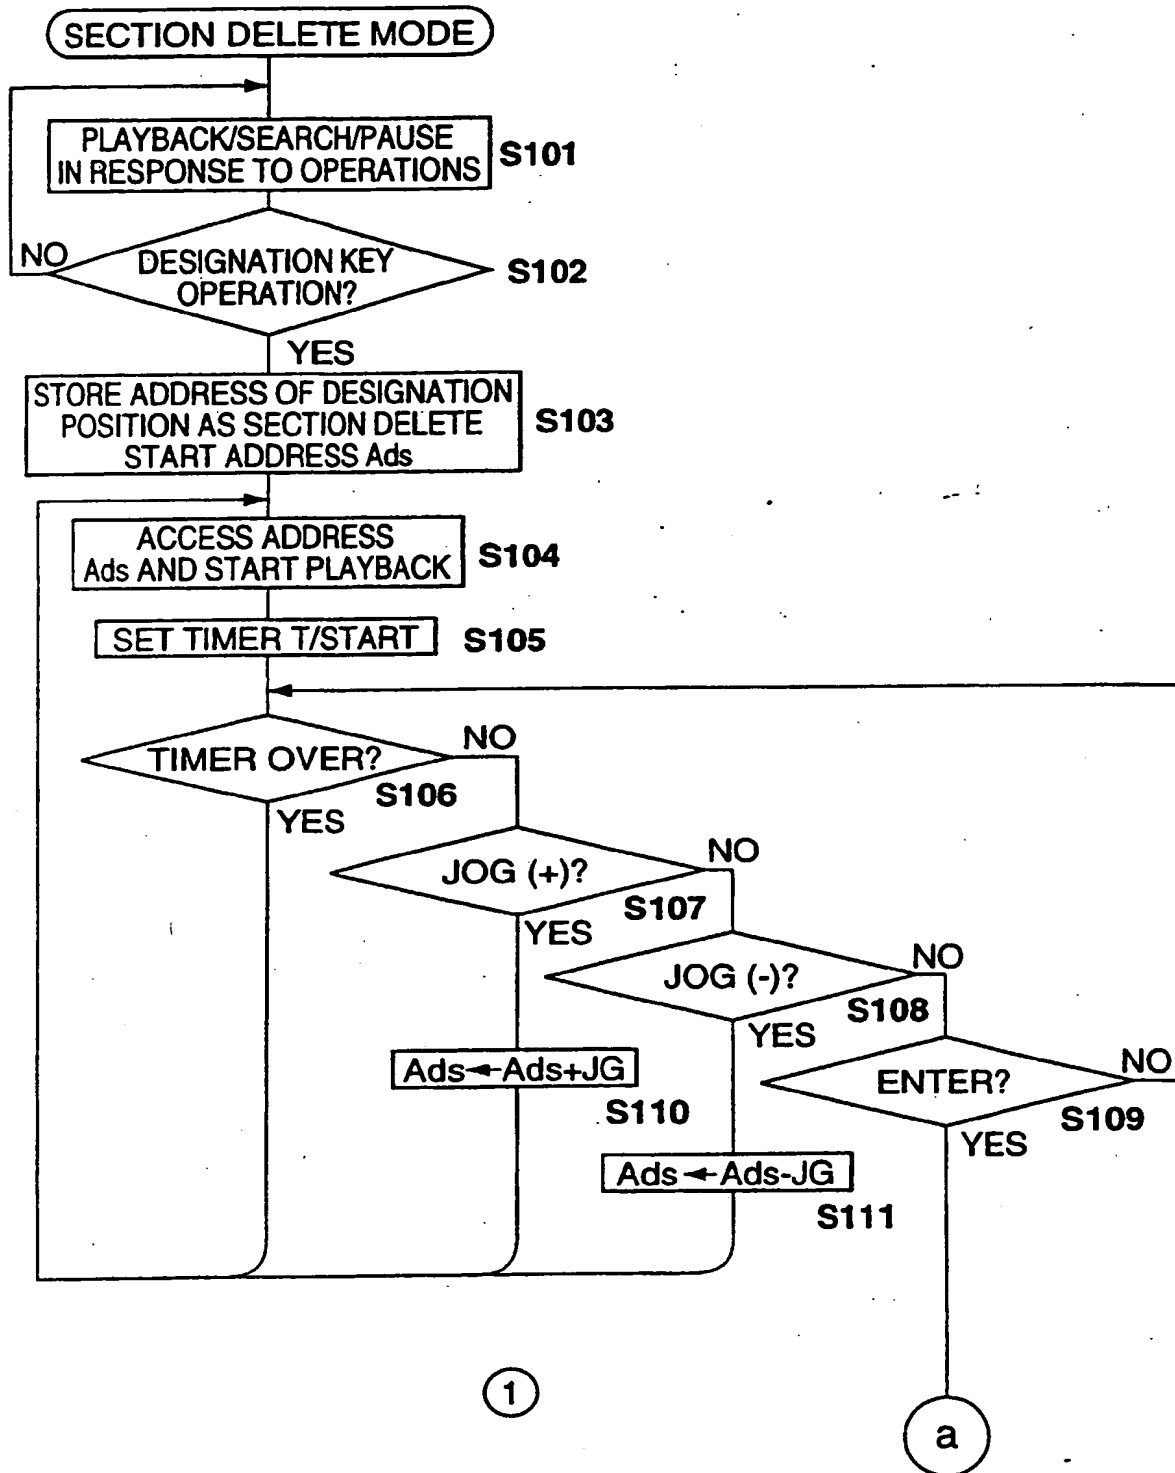 SECTION DELETE MODE
PLAYBACK/SEARCH/PAUSE
IN RESPONSE TO OPERATIONS
S101
NO
DESIGNATION KEY
OPERATION?
S102
YES
STORE ADDRESS OF DESIGNATION
POSITION AS SECTION DELETE
START ADDRESS Ads
S103
ACCESS ADDRESS
Ads AND START PLAYBACK
S104
SET TIMER T/START
S105
TIMER OVER?
NO
S106
YES
JOG (+)?
NO
S107
YES
JOG (-)?
NO
S108
YES
Ads←Ads+JG
S110
ENTER?
NO
S109
YES
Ads←Ads-JG
S111
1
a